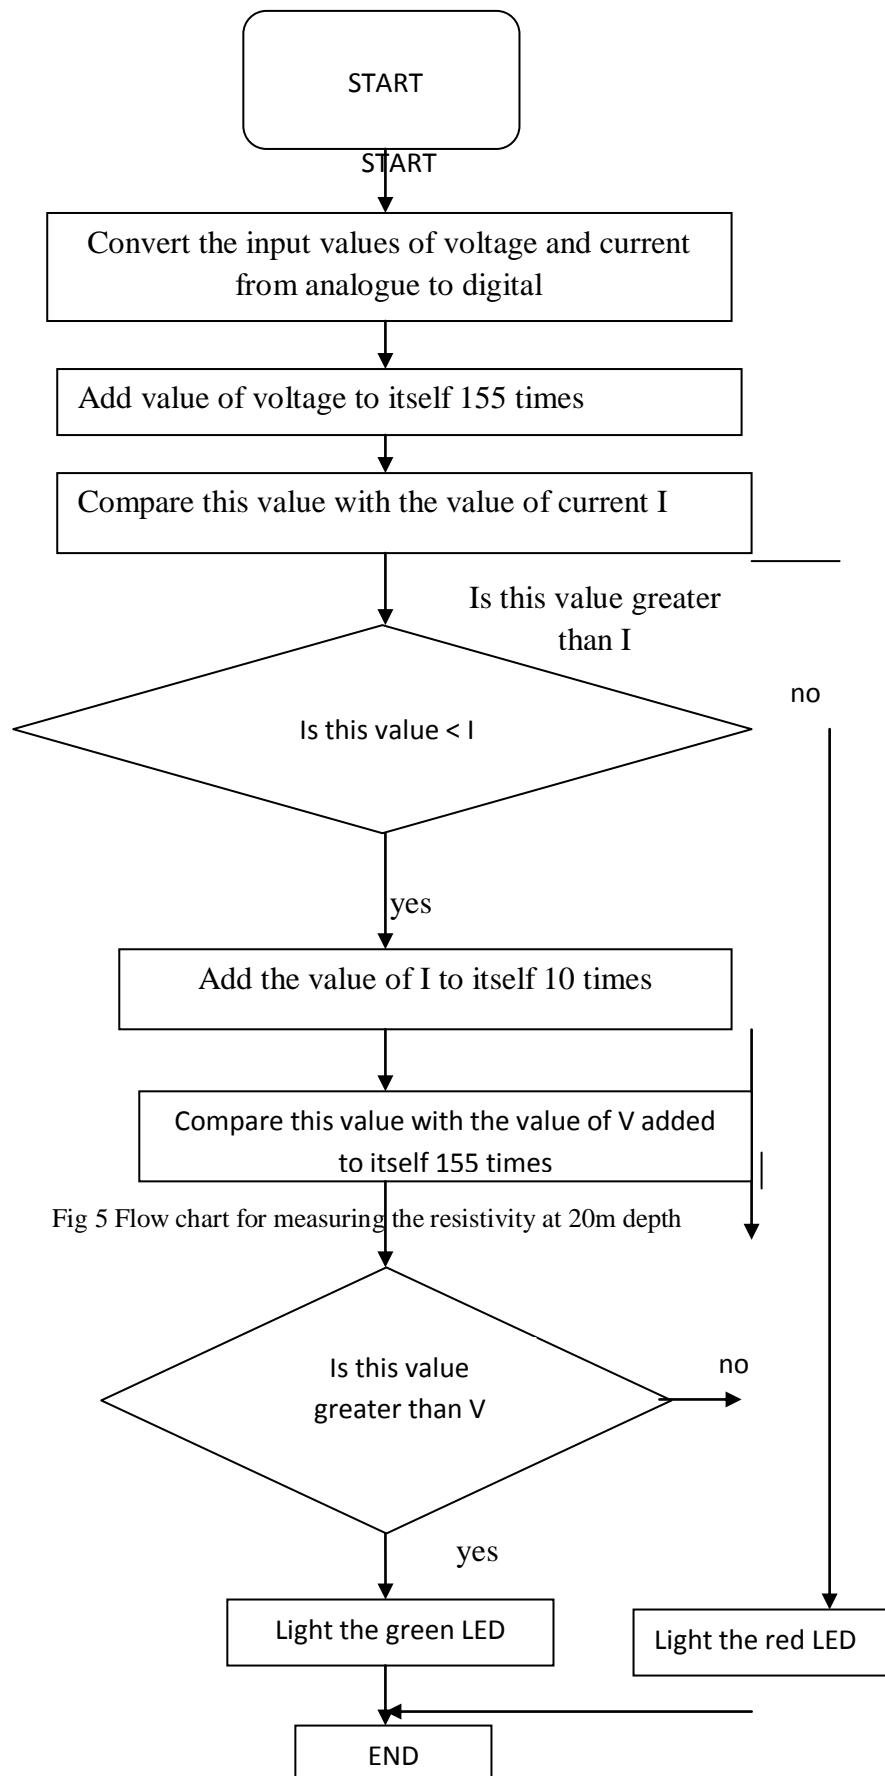 START
START
Convert the input values of voltage and current
from analogue to digital
Add value of voltage to itself 155 times
Compare this value with the value of current I
Is this value greater
than I
no
Is this value < I
yes
Add the value of I to itself 10 times
Compare this value with the value of V added
to itself 155 times
Fig 5 Flow chart for measuring the resistivity at 20m depth
Is this value
greater than V
no
yes
Light the green LED
Light the red LED
END